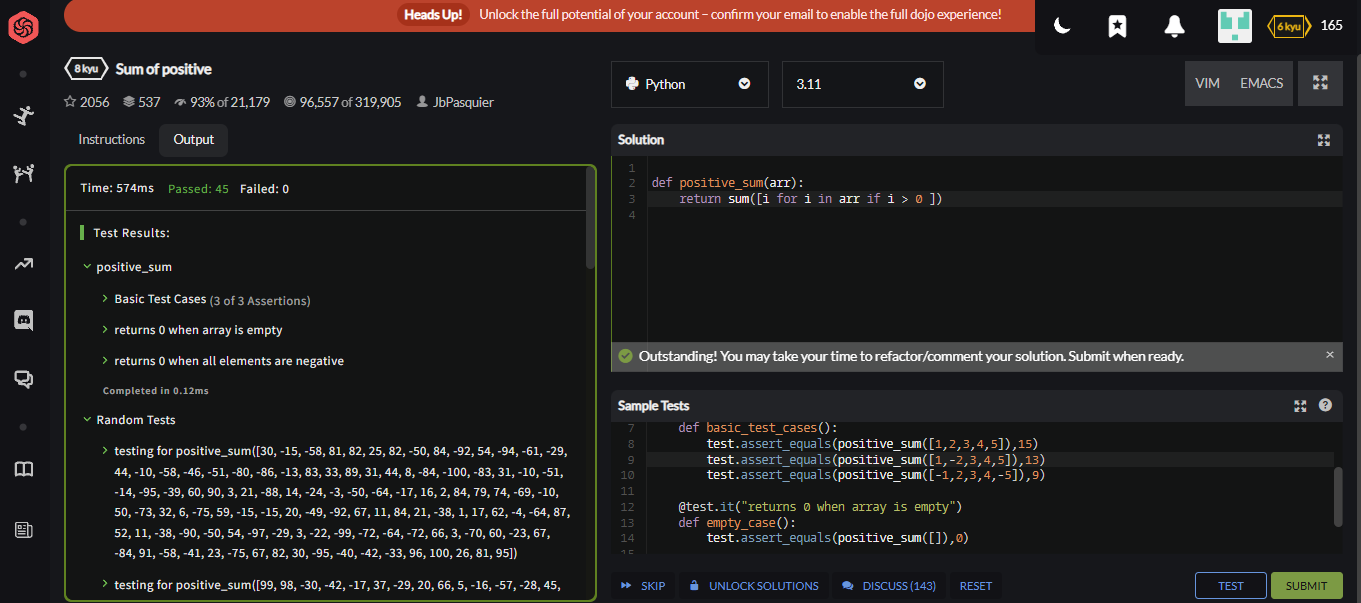 Heads Up! Unlock the full potential of your account – confirm your email to enable the full dojo experience!
6 kyu 165
8 kyu Sum of positive
2056 537 93% of 21,179 96,557 of 319,905 JbPasquier
Instructions Output
Time: 574ms Passed: 45 Failed: 0
Test Results:
positive_sum
Basic Test Cases (3 of 3 Assertions)
returns 0 when array is empty
returns 0 when all elements are negative
Completed in 0.12ms
Random Tests
testing for positive_sum([30, -15, -58, 81, 82, 25, 82, -50, 84, -92, 54, -94, -61, -29,
44, -10, -58, -46, -51, -80, -86, -13, 83, 33, 89, 31, 44, 8, -84, -100, -83, 31, -10, -51,
-14, -95, -39, 60, 90, 3, 21, -88, 14, -24, -3, -50, -64, -17, 16, 2, 84, 79, 74, -69, -10,
50, -73, 32, 6, -75, 59, -15, -15, 20, -49, -92, 67, 11, 84, 21, -38, 1, 17, 62, -4, -64, 87,
52, 11, -38, -90, -50, 54, -97, -29, 3, -22, -99, -72, -64, -72, 66, 3, -70, 60, -23, 67,
-84, 91, -58, -41, 23, -75, 67, 82, 30, -95, -40, -42, -33, 96, 100, 26, 81, 95])
testing for positive_sum([99, 98, -30, -42, -17, 37, -29, 20, 66, 5, -16, -57, -28, 45,
Python 3.11 VIM EMACS
Solution
1
2 def positive_sum(arr):
3 return sum([i for i in arr if i > 0 ])
4
Outstanding! You may take your time to refactor/comment your solution. Submit when ready.
Sample Tests
7 def basic_test_cases():
8 test.assert_equals(positive_sum([1,2,3,4,5]),15)
9 test.assert_equals(positive_sum([1,-2,3,4,5]),13)
10 test.assert_equals(positive_sum([-1,2,3,4,-5]),9)
11
12 @test.it("returns 0 when array is empty")
13 def empty_case():
14 test.assert_equals(positive_sum([]),0)
15
SKIP UNLOCK SOLUTIONS DISCUSS (143) RESET TEST SUBMIT